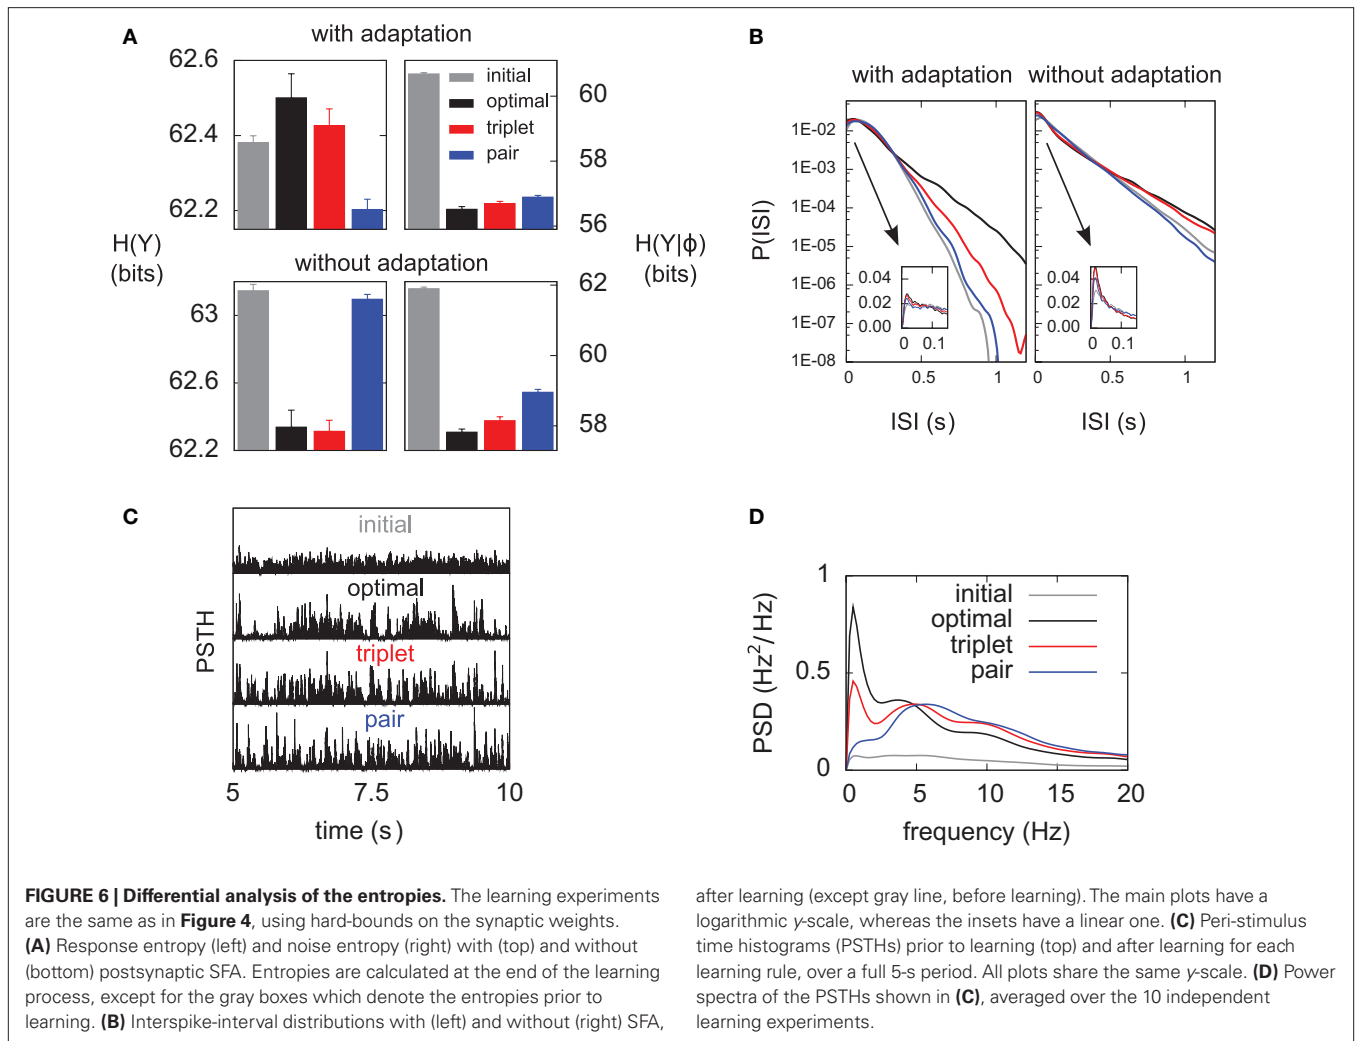 A
with adaptation
62.6
62.4
62.2
H(Y)
(bits)
initial
optimal
triplet
pair
60
58
56
H(Y|ϕ)
(bits)
without adaptation
63
62.6
62.2
62
60
58
B
with adaptation
without adaptation
P(ISI)
1E-02
1E-03
1E-04
1E-05
1E-06
1E-07
1E-08
0.04
0.02
0.00
0
0.1
0.04
0.02
0.00
0
0.1
0
0.5
1
0
0.5
1
ISI (s)
ISI (s)
C
PSTH
initial
optimal
triplet
pair
5
7.5
10
time (s)
D
PSD (Hz²/Hz)
1
0.5
0
initial
optimal
triplet
pair
0
5
10
15
20
frequency (Hz)
FIGURE 6 | Differential analysis of the entropies. The learning experiments
are the same as in Figure 4, using hard-bounds on the synaptic weights.
(A) Response entropy (left) and noise entropy (right) with (top) and without
(bottom) postsynaptic SFA. Entropies are calculated at the end of the learning
process, except for the gray boxes which denote the entropies prior to
learning. (B) Interspike-interval distributions with (left) and without (right) SFA,
after learning (except gray line, before learning). The main plots have a
logarithmic y-scale, whereas the insets have a linear one. (C) Peri-stimulus
time histograms (PSTHs) prior to learning (top) and after learning for each
learning rule, over a full 5-s period. All plots share the same y-scale. (D) Power
spectra of the PSTHs shown in (C), averaged over the 10 independent
learning experiments.